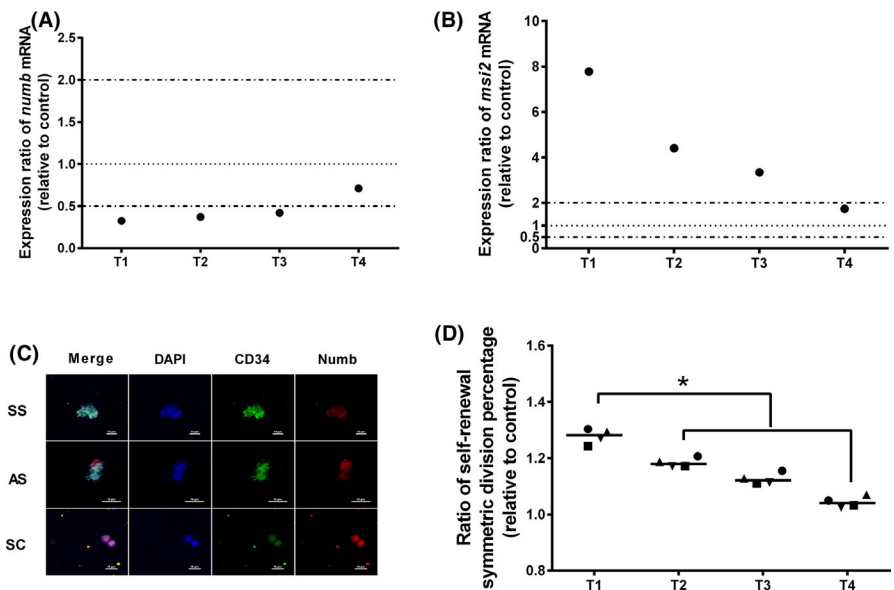 (A)
Expression ratio of numb mRNA
(relative to control)
2.5
2.0
1.5
1.0
0.5
0.0
T1 T2 T3 T4
(B)
Expression ratio of msi2 mRNA
(relative to control)
10
8
6
4
2
1
0.5
0
T1 T2 T3 T4
(C)
Merge DAPI CD34 Numb
SS
AS
SC
(D)
Ratio of self-renewal
symmetric division percentage
(relative to control)
1.6
1.4
1.2
1.0
0.8
*
T1 T2 T3 T4